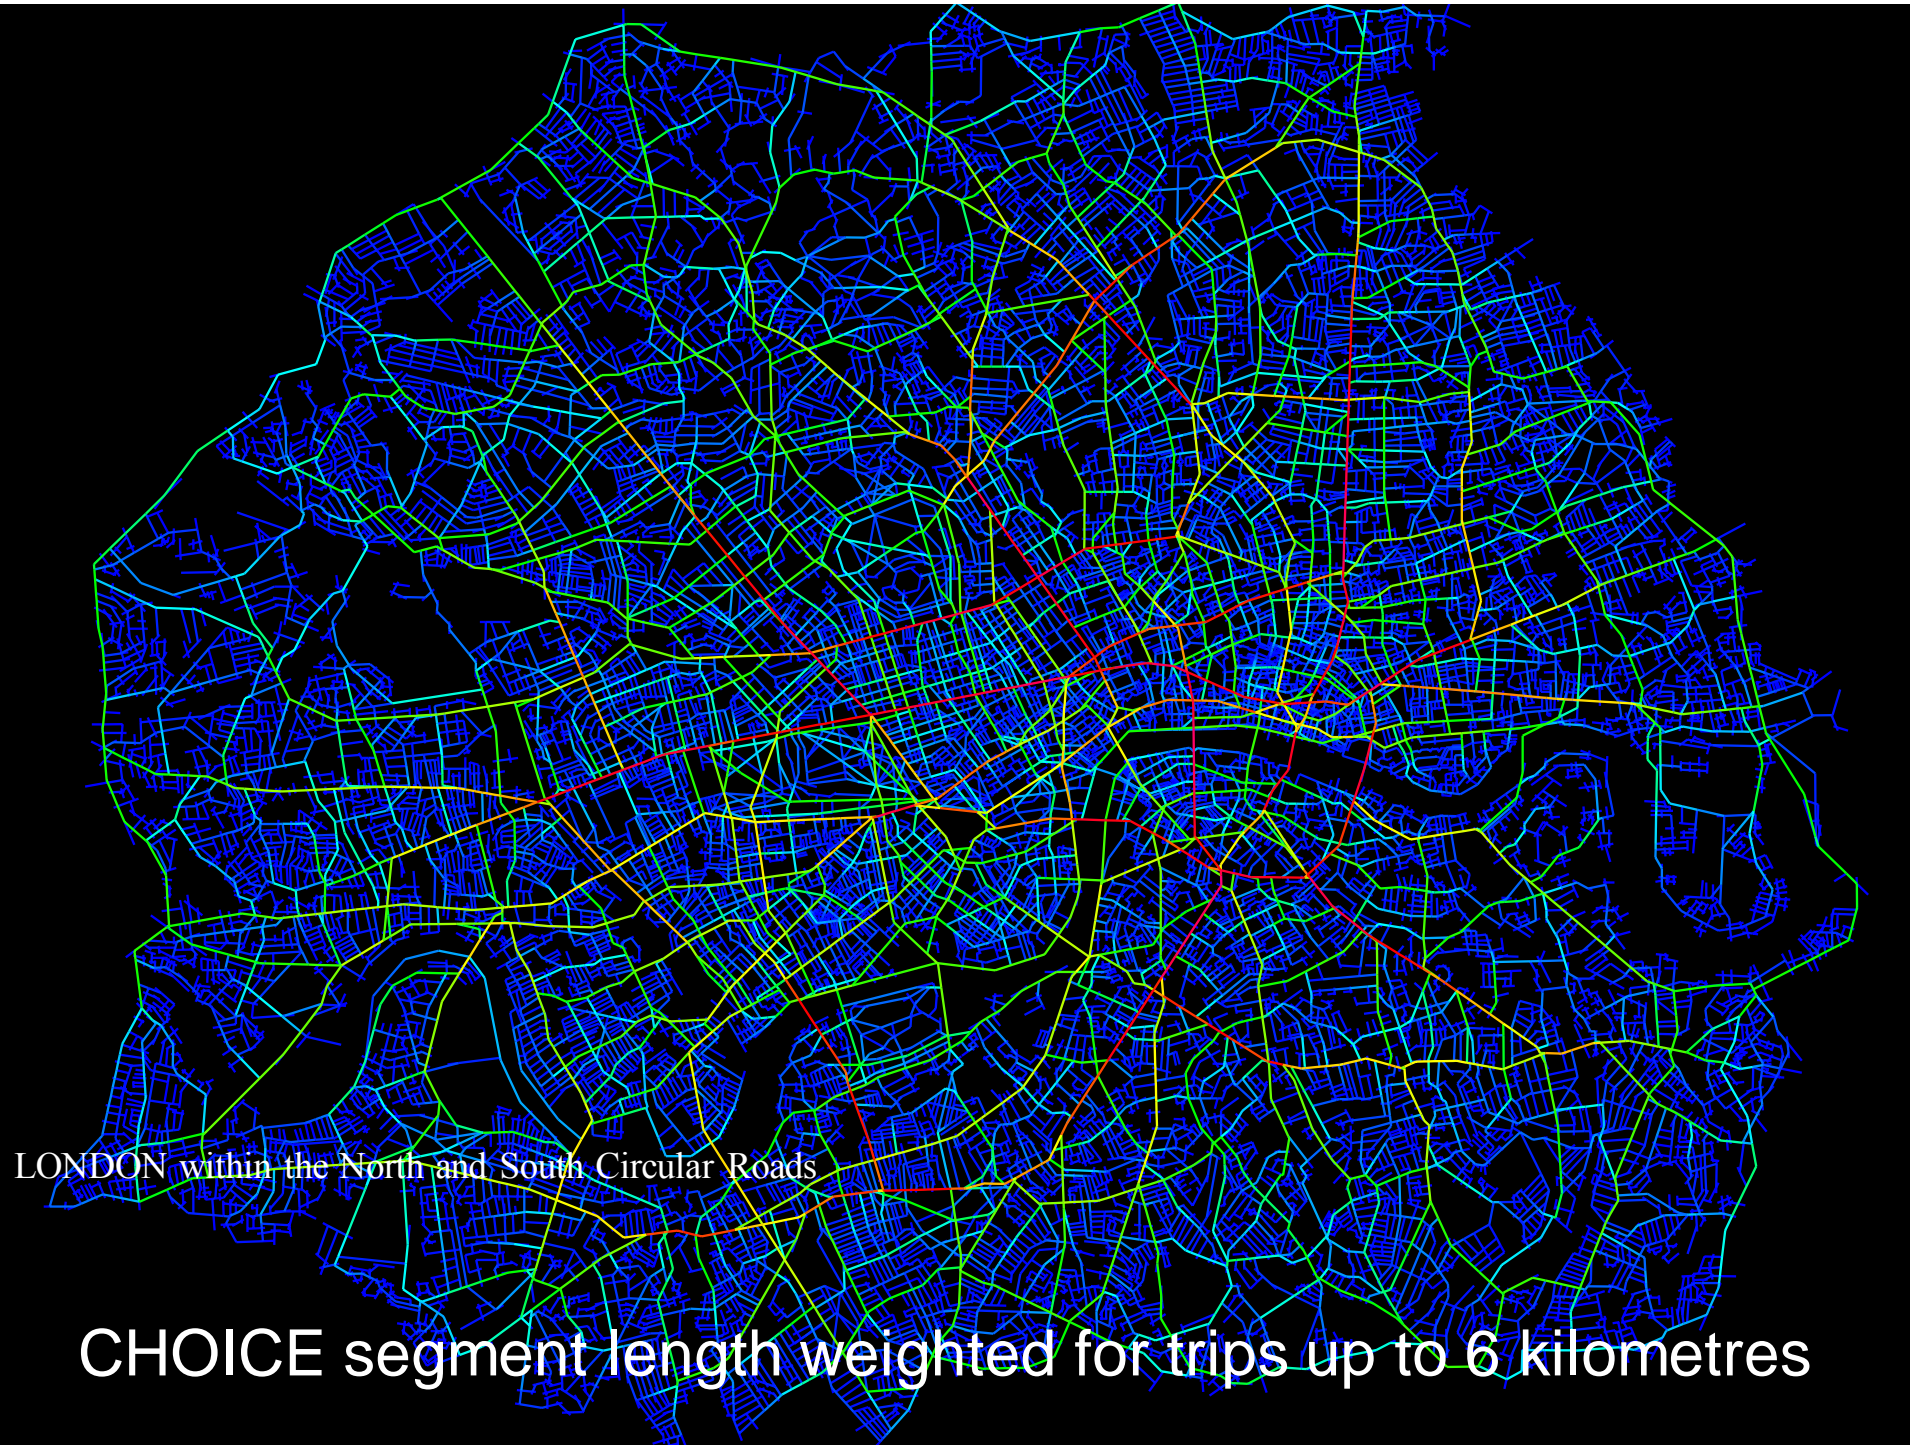 LONDON within the North and South Circular Roads
CHOICE segment length weighted for trips up to 6 kilometres